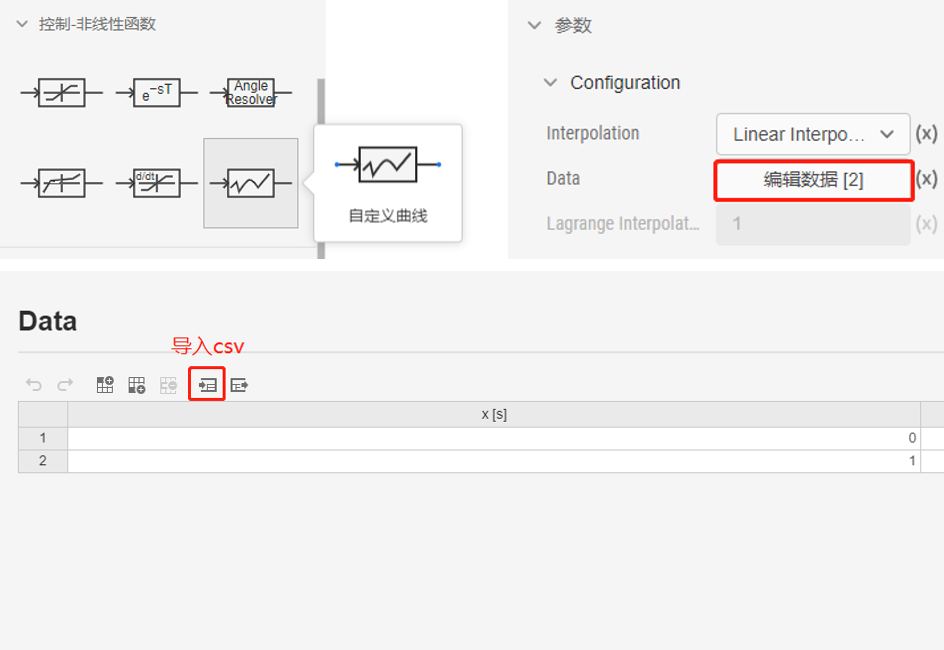 控制-非线性函数
e-sT
Angle
Resolver
d/dt
自定义曲线
参数
Configuration
Interpolation
Linear Interpo...
(x)
Data
编辑数据 [2]
(x)
Lagrange Interpolat...
1
(x)
Data
导入csv
x [s]
1
0
2
1